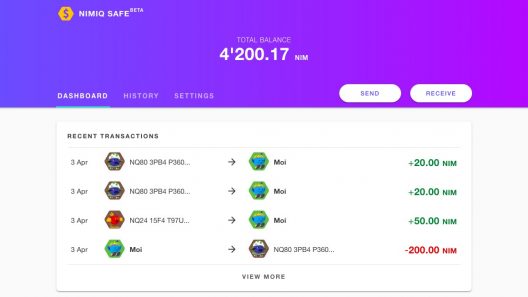 NIMIQ SAFE BETA
TOTAL BALANCE
4'200.17 NIM
DASHBOARD HISTORY SETTINGS SEND RECEIVE
RECENT TRANSACTIONS
3 Apr NQ80 3PB4 P360... → Moi +20.00 NIM
3 Apr NQ80 3PB4 P360... → Moi +20.00 NIM
3 Apr NQ24 15F4 T97U... → Moi +50.00 NIM
3 Apr Moi → NQ80 3PB4 P360... -200.00 NIM
VIEW MORE